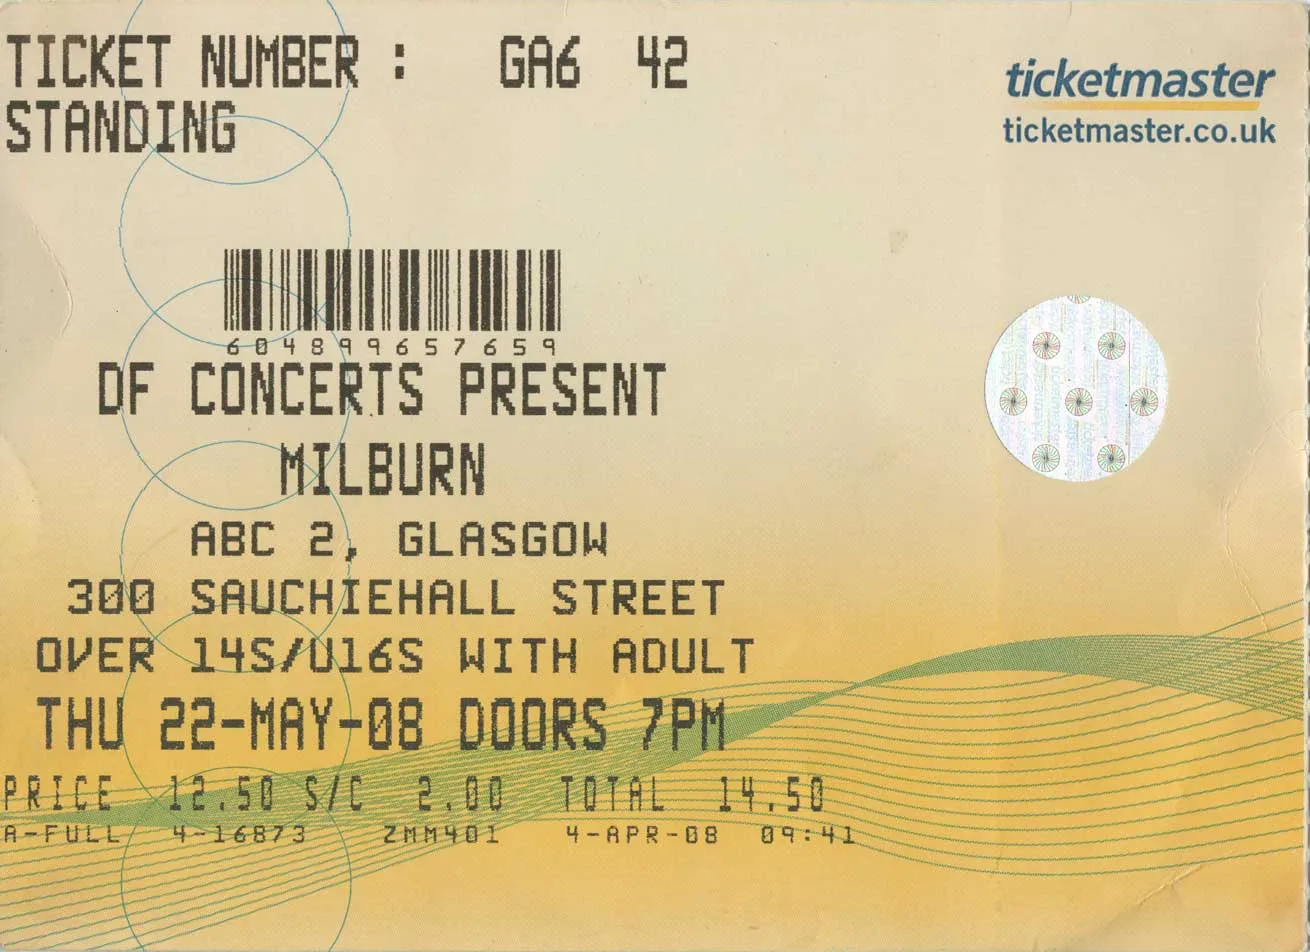 TICKET NUMBER : GA6 42
STANDING
ticketmaster
ticketmaster.co.uk
604899657659
DF CONCERTS PRESENT
MILBURN
ABC 2, GLASGOW
300 SAUCHIEHALL STREET
OVER 14S/U16S WITH ADULT
THU 22-MAY-08 DOORS 7PM
PRICE 12.50 S/C 2.00 TOTAL 14.50
A-FULL 4-16873 ZMM401 4-APR-08 09:41